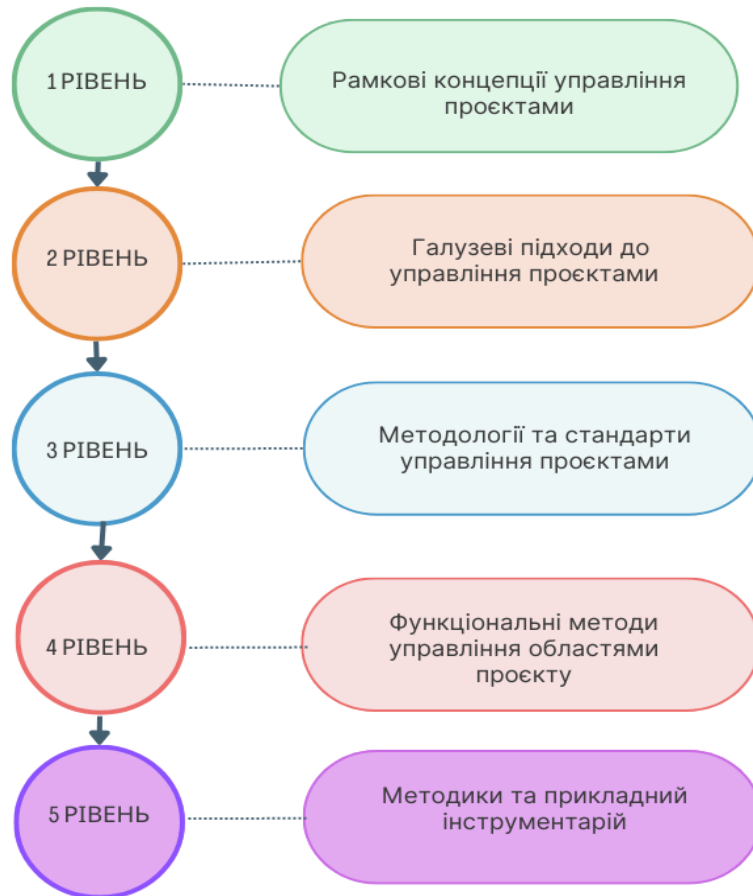 1 РІВЕНЬ
Рамкові концепції управління
проєктами
2 РІВЕНЬ
Галузеві підходи до
управління проєктами
3 РІВЕНЬ
Методології та стандарти
управління проєктами
4 РІВЕНЬ
Функціональні методи
управління областями
проєкту
5 РІВЕНЬ
Методики та прикладний
інструментарій